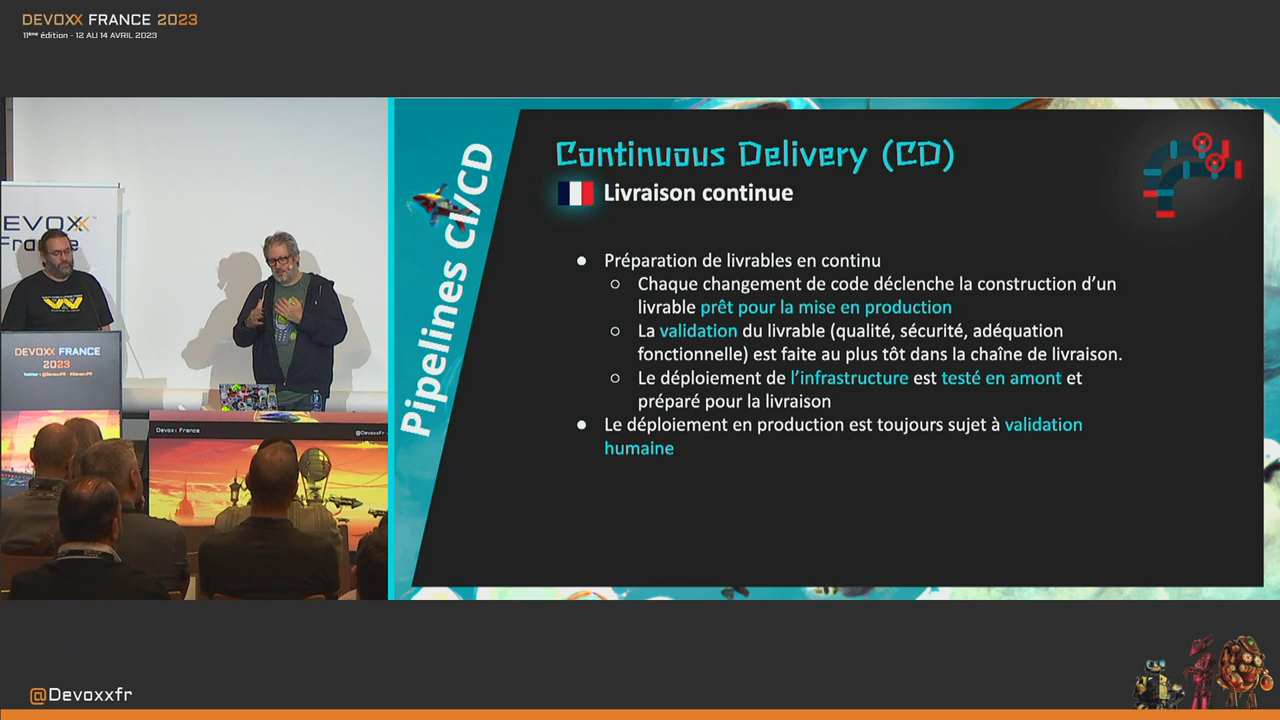 DEVOXX FRANCE 2023
11ème édition - 12 AU 14 AVRIL 2023
EVOXX
France
DEVOXX FRANCE
2023
Twitter : @DevoxxFR - #DevoxxFR
Devoxx France
@DevoxxFR -
Pipelines CI/CD
Continuous Delivery (CD)
Livraison continue
● Préparation de livrables en continu
○ Chaque changement de code déclenche la construction d’un
livrable prêt pour la mise en production
○ La validation du livrable (qualité, sécurité, adéquation
fonctionnelle) est faite au plus tôt dans la chaîne de livraison.
○ Le déploiement de l’infrastructure est testé en amont et
préparé pour la livraison
● Le déploiement en production est toujours sujet à validation
humaine
@Devoxxfr